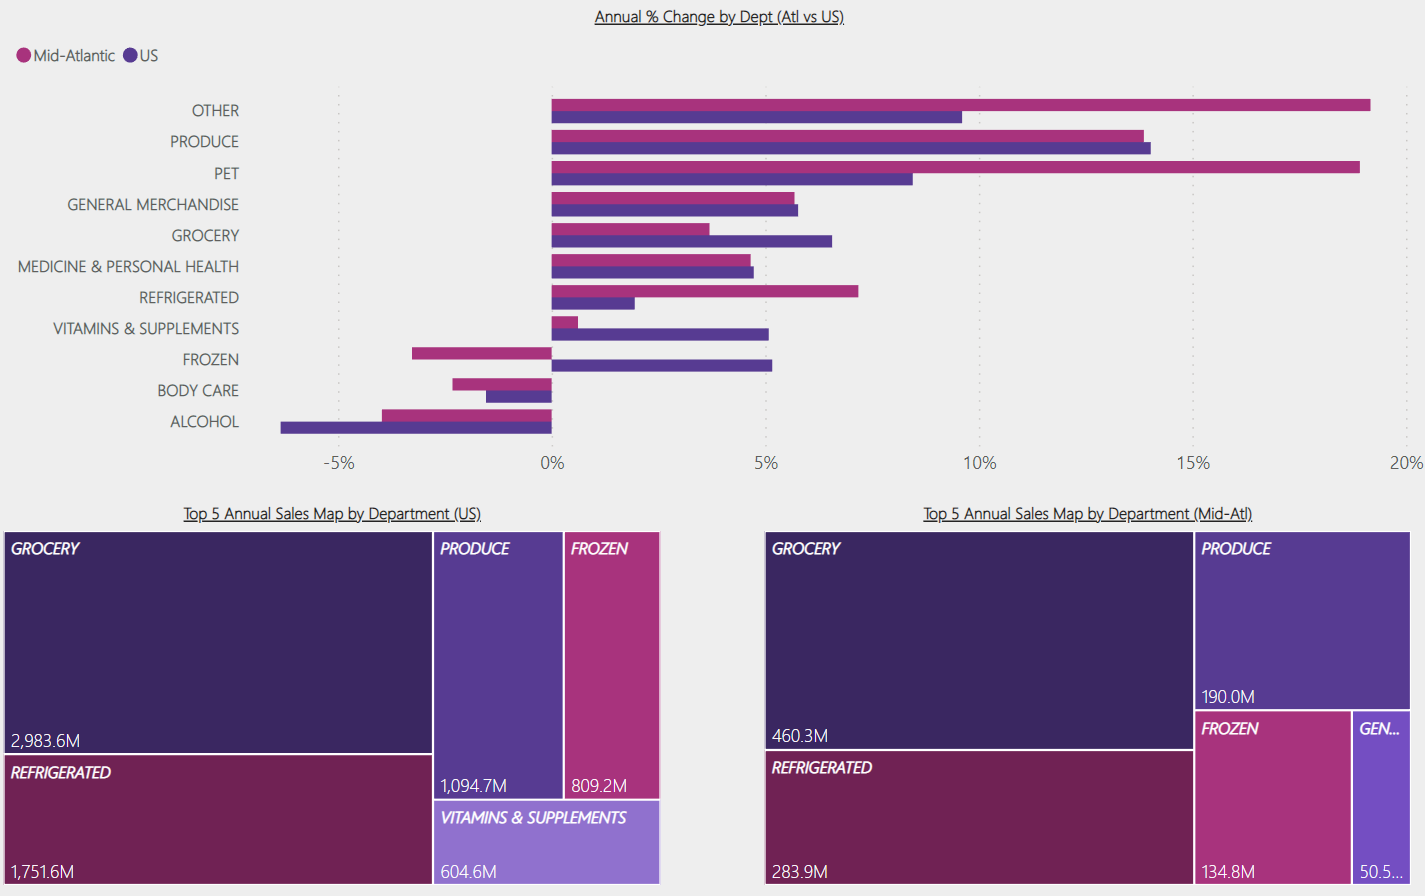 Annual % Change by Dept (Atl vs US)
Mid-Atlantic US
OTHER
PRODUCE
PET
GENERAL MERCHANDISE
GROCERY
MEDICINE & PERSONAL HEALTH
REFRIGERATED
VITAMINS & SUPPLEMENTS
FROZEN
BODY CARE
ALCOHOL
-5% 0% 5% 10% 15% 20%
Top 5 Annual Sales Map by Department (US)
GROCERY
2,983.6M
REFRIGERATED
1,751.6M
PRODUCE
1,094.7M
FROZEN
809.2M
VITAMINS & SUPPLEMENTS
604.6M
Top 5 Annual Sales Map by Department (Mid-Atl)
GROCERY
460.3M
REFRIGERATED
283.9M
PRODUCE
190.0M
FROZEN
134.8M
GEN...
50.5...